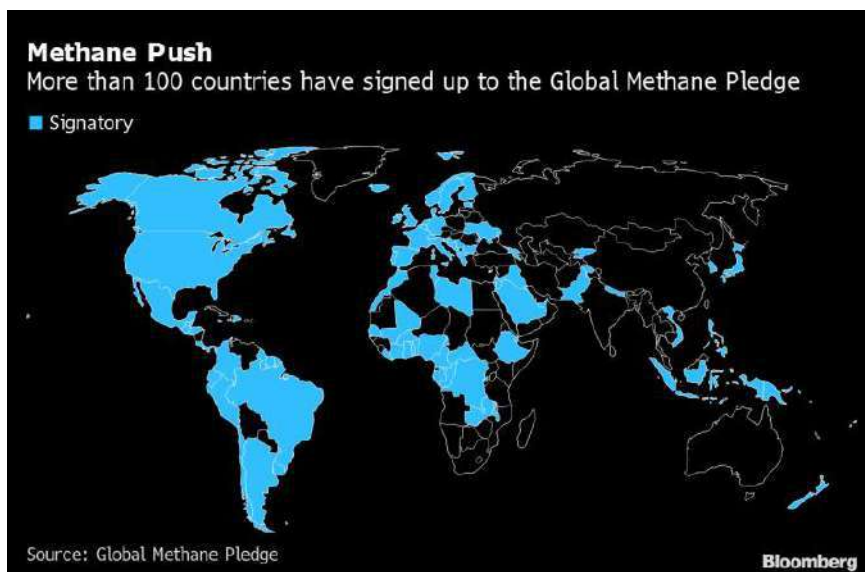 Methane Push
More than 100 countries have signed up to the Global Methane Pledge
Signatory
Source: Global Methane Pledge
Bloomberg